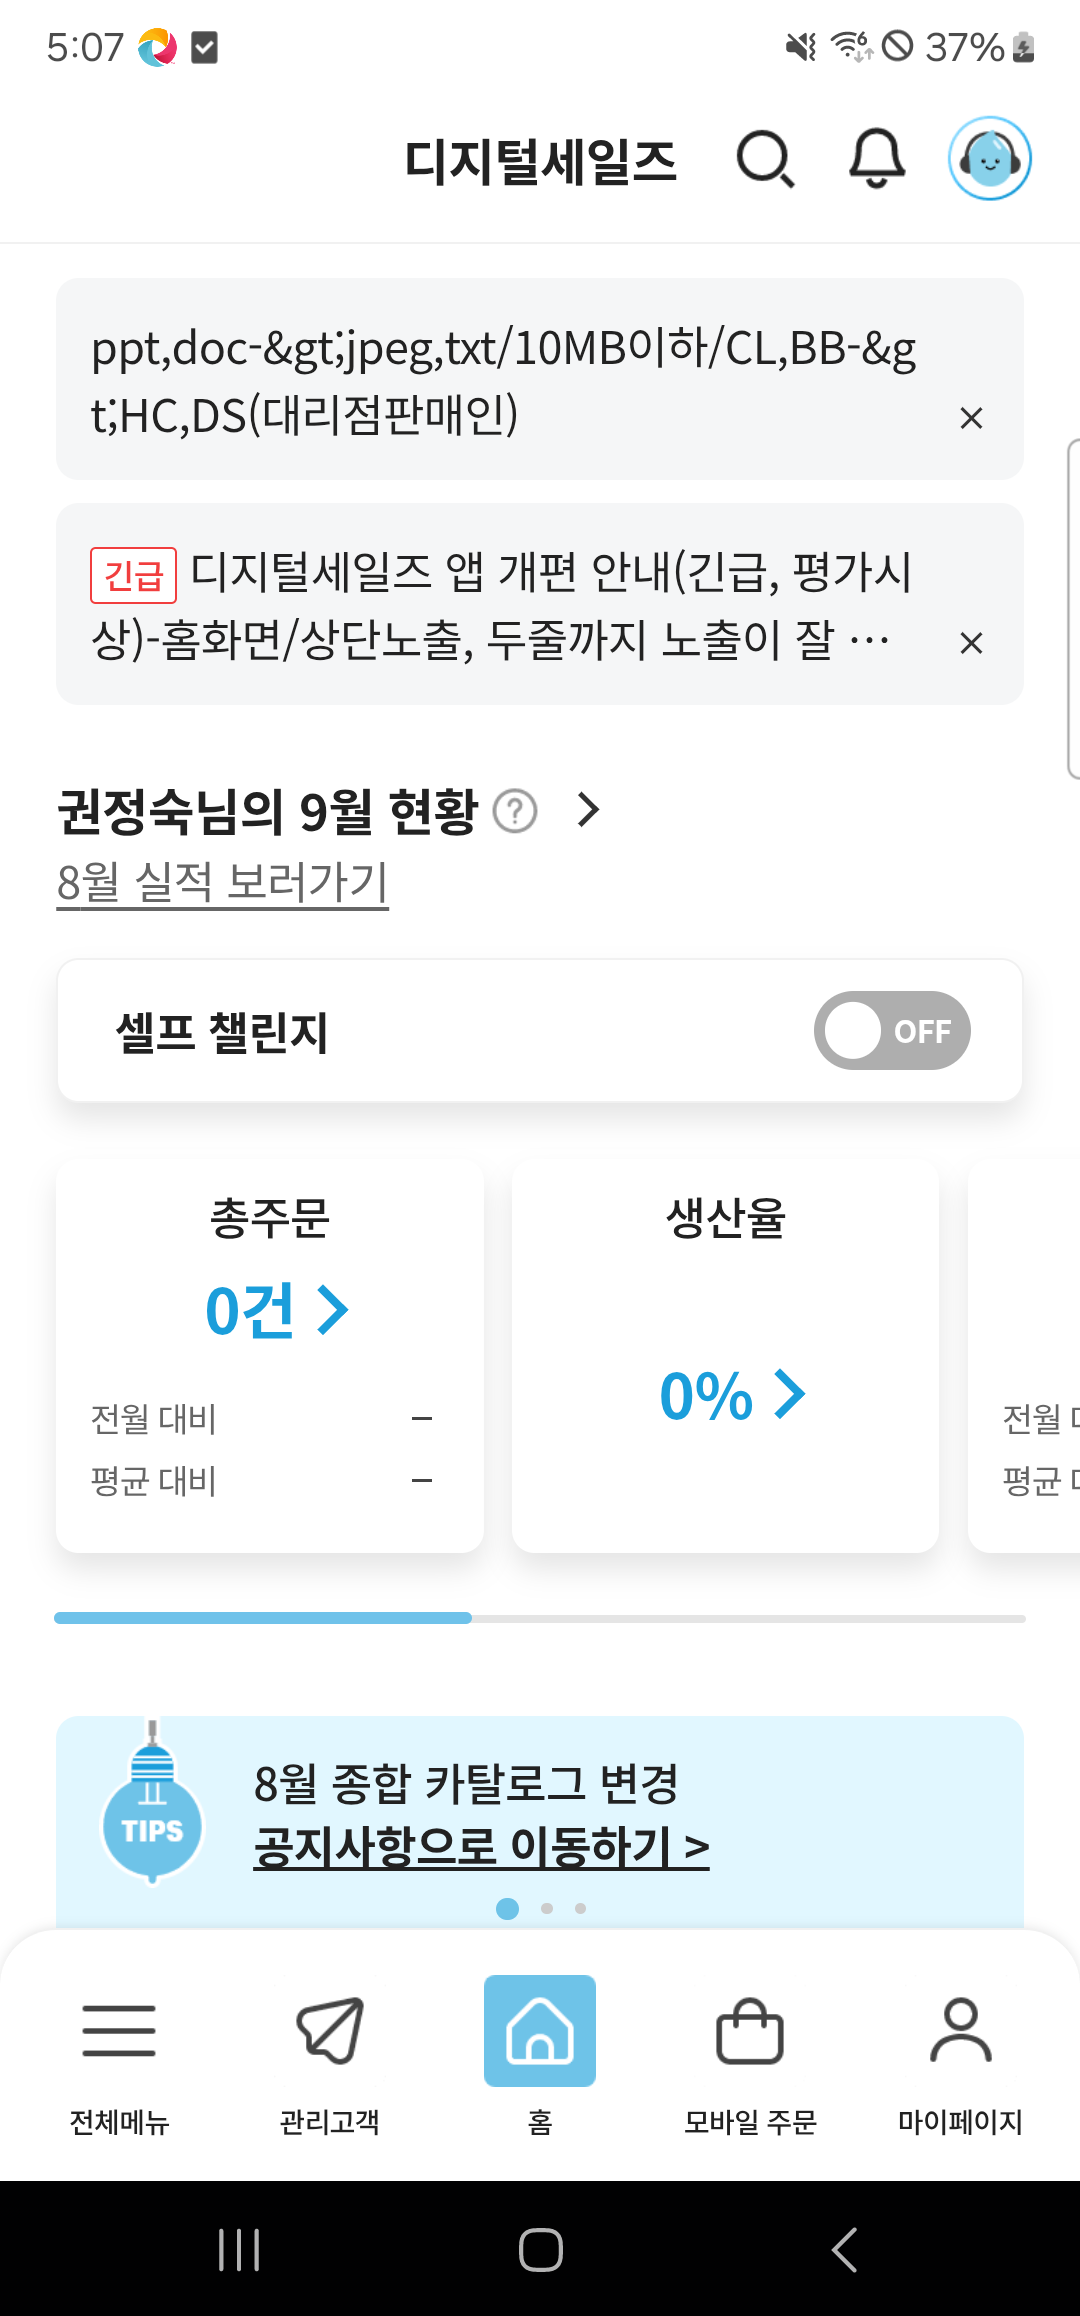 5:07
37%
디지털세일즈
ppt,doc-&gt;jpeg,txt/10MB이하/CL,BB-&g
t;HC,DS(대리점판매인)
긴급 디지털세일즈 앱 개편 안내(긴급, 평가시
상)-홈화면/상단노출, 두줄까지 노출이 잘 …
권정숙님의 9월 현황
8월 실적 보러가기
셀프 챌린지
OFF
총주문
0건
전월 대비 –
평균 대비 –
생산율
0%
전월
평균
TIPS
8월 종합 카탈로그 변경
공지사항으로 이동하기 >
전체메뉴
관리고객
홈
모바일 주문
마이페이지